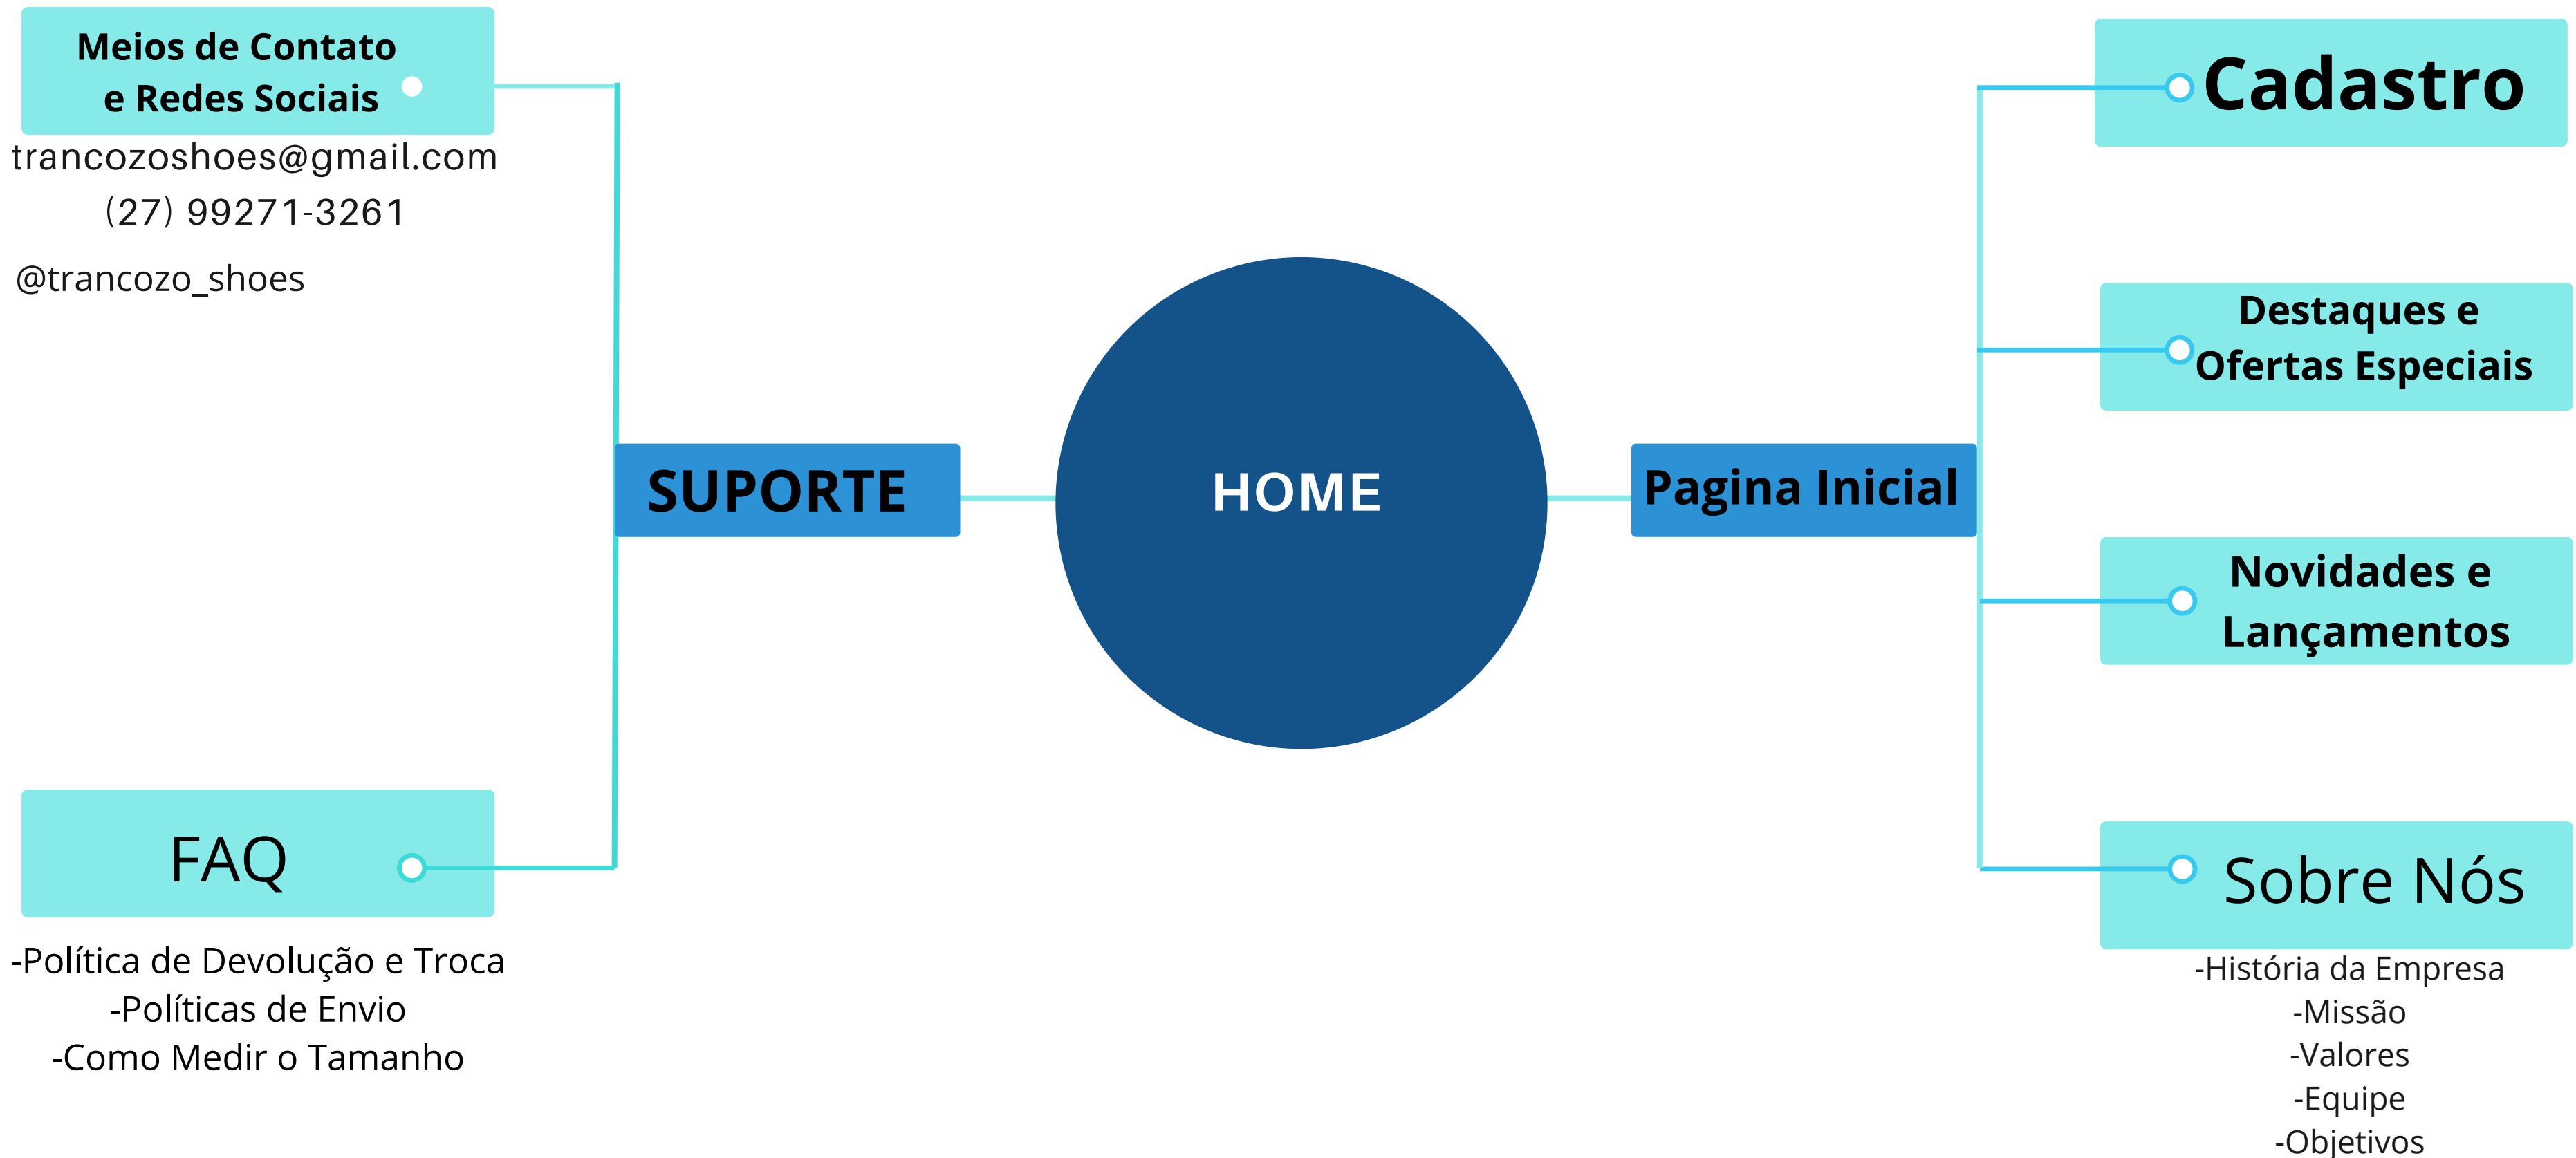 Meios de Contato
e Redes Sociais
trancozoshoes@gmail.com
(27) 99271-3261
@trancozo_shoes
SUPORTE
FAQ
-Política de Devolução e Troca
-Políticas de Envio
-Como Medir o Tamanho
HOME
Pagina Inicial
Cadastro
Destaques e
Ofertas Especiais
Novidades e
Lançamentos
Sobre Nós
-História da Empresa
-Missão
-Valores
-Equipe
-Objetivos